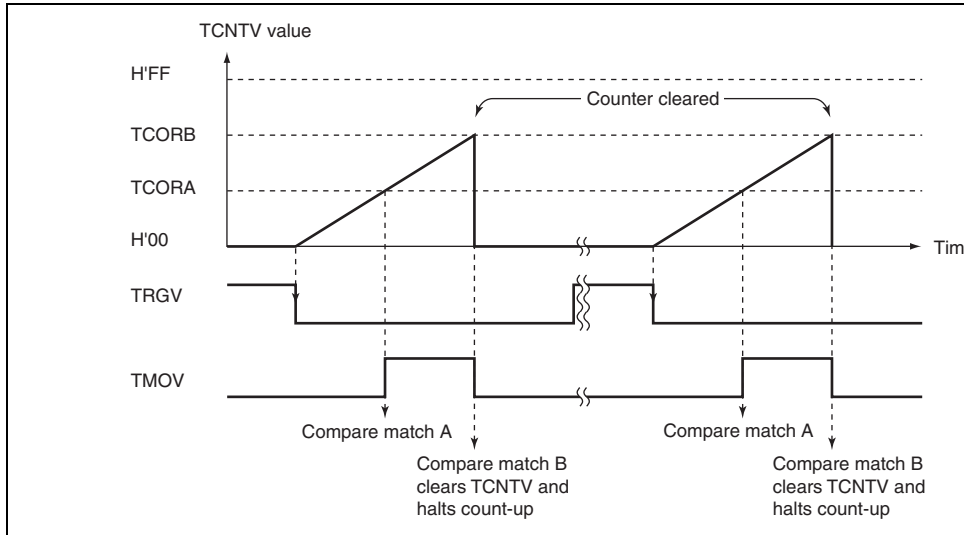 TCNTV value
H'FF
Counter cleared
TCORB
TCORA
H'00
Tim
TRGV
TMOV
Compare match A
Compare match A
Compare match B
clears TCNTV and
halts count-up
Compare match B
clears TCNTV and
halts count-up